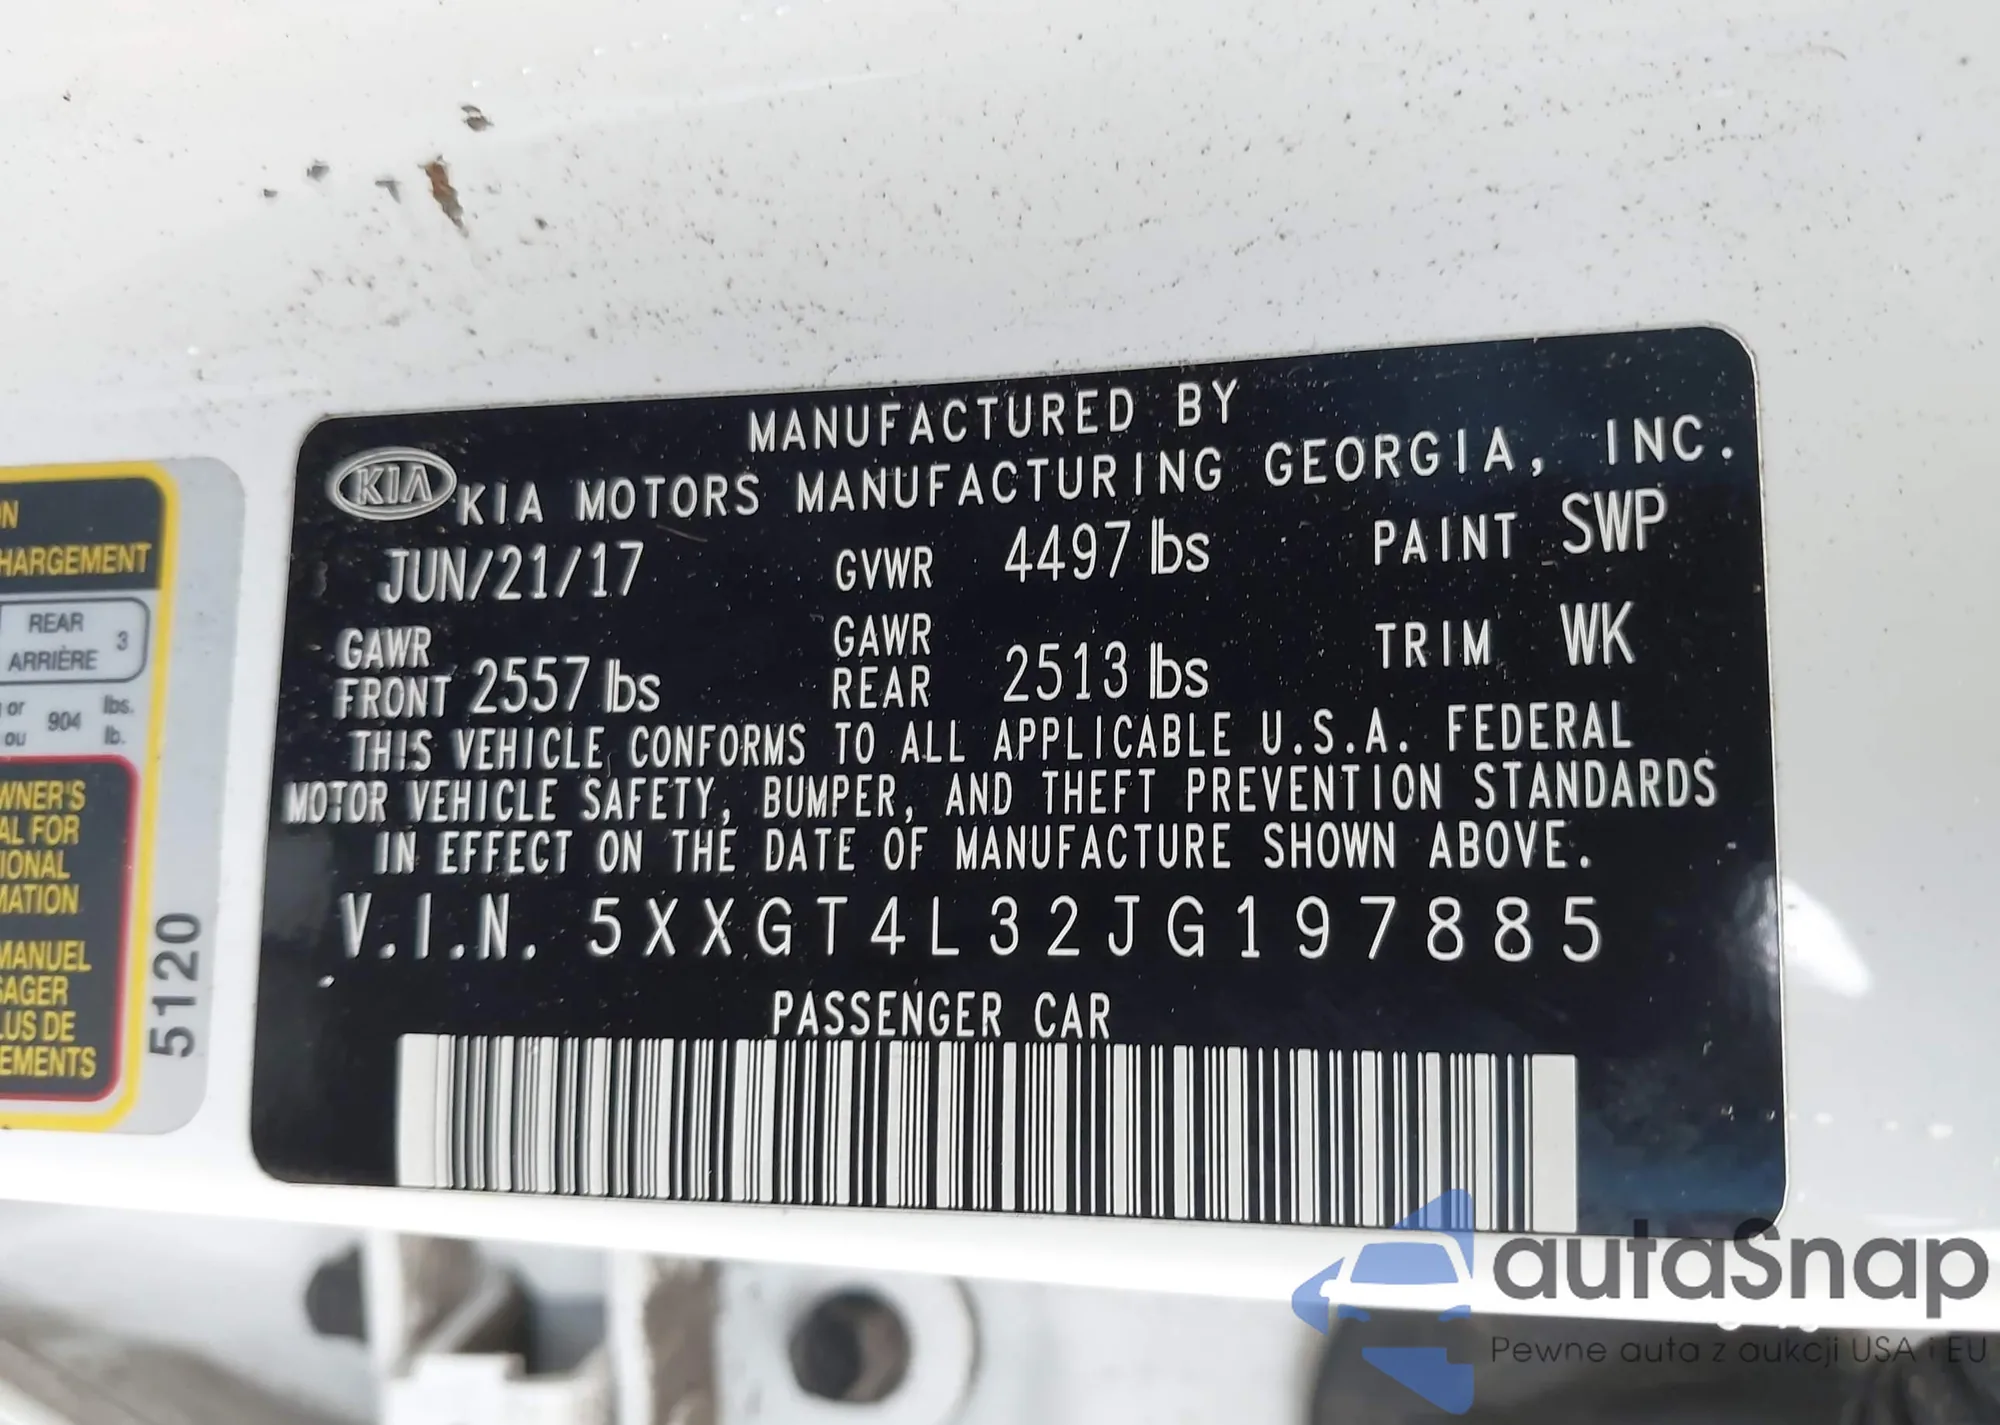 MANUFACTURED BY
KIA KIA MOTORS MANUFACTURING GEORGIA, INC.
JUN/21/17 GVWR 4497 lbs PAINT SWP
GAWR FRONT 2557 lbs GAWR REAR 2513 lbs TRIM WK
THIS VEHICLE CONFORMS TO ALL APPLICABLE U.S.A. FEDERAL
MOTOR VEHICLE SAFETY, BUMPER, AND THEFT PREVENTION STANDARDS
IN EFFECT ON THE DATE OF MANUFACTURE SHOWN ABOVE.
V.I.N. 5XXGT4L32JG197885
PASSENGER CAR
REAR
ARRIÈRE 3
or lbs.
ou 904 lb.
MANUEL
5120
autaSnap
Pewne auta z aukcji USA i EU